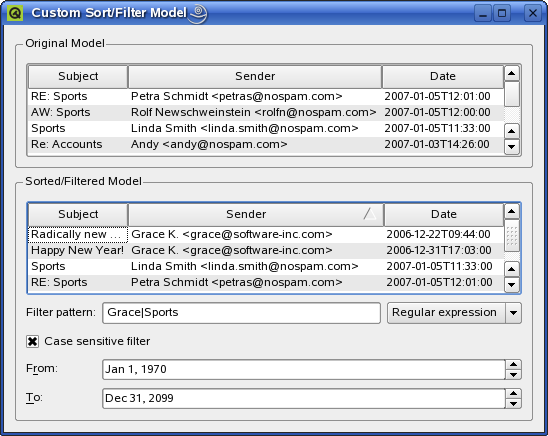 Custom Sort/Filter Model
Original Model
Subject Sender Date
RE: Sports Petra Schmidt <petras@nospam.com> 2007-01-05T12:01:00
AW: Sports Rolf Newschweinstein <rolfn@nospam.com> 2007-01-05T12:00:00
Sports Linda Smith <linda.smith@nospam.com> 2007-01-05T11:33:00
Re: Accounts Andy <andy@nospam.com> 2007-01-03T14:26:00
Sorted/Filtered Model
Subject Sender Date
Radically new ... Grace K. <grace@software-inc.com> 2006-12-22T09:44:00
Happy New Year! Grace K. <grace@software-inc.com> 2006-12-31T17:03:00
Sports Linda Smith <linda.smith@nospam.com> 2007-01-05T11:33:00
RE: Sports Petra Schmidt <petras@nospam.com> 2007-01-05T12:01:00
Filter pattern: Grace|Sports Regular expression
Case sensitive filter
From: Jan 1, 1970
To: Dec 31, 2099